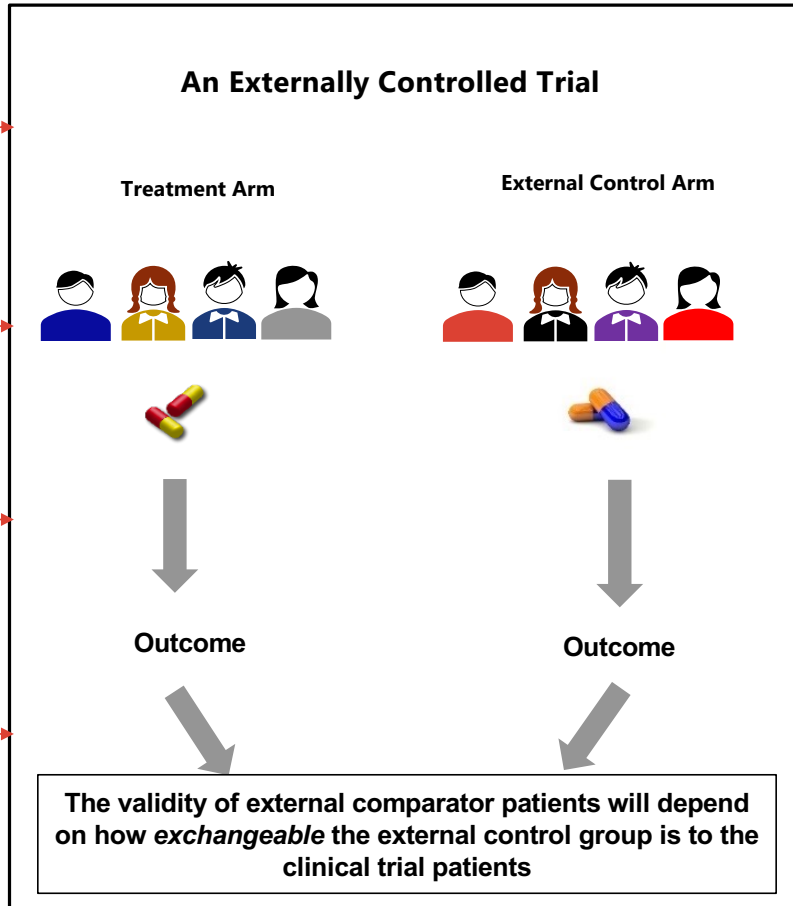 An Externally Controlled Trial
Treatment Arm
External Control Arm
Outcome
Outcome
The validity of external comparator patients will depend
on how exchangeable the external control group is to the
clinical trial patients